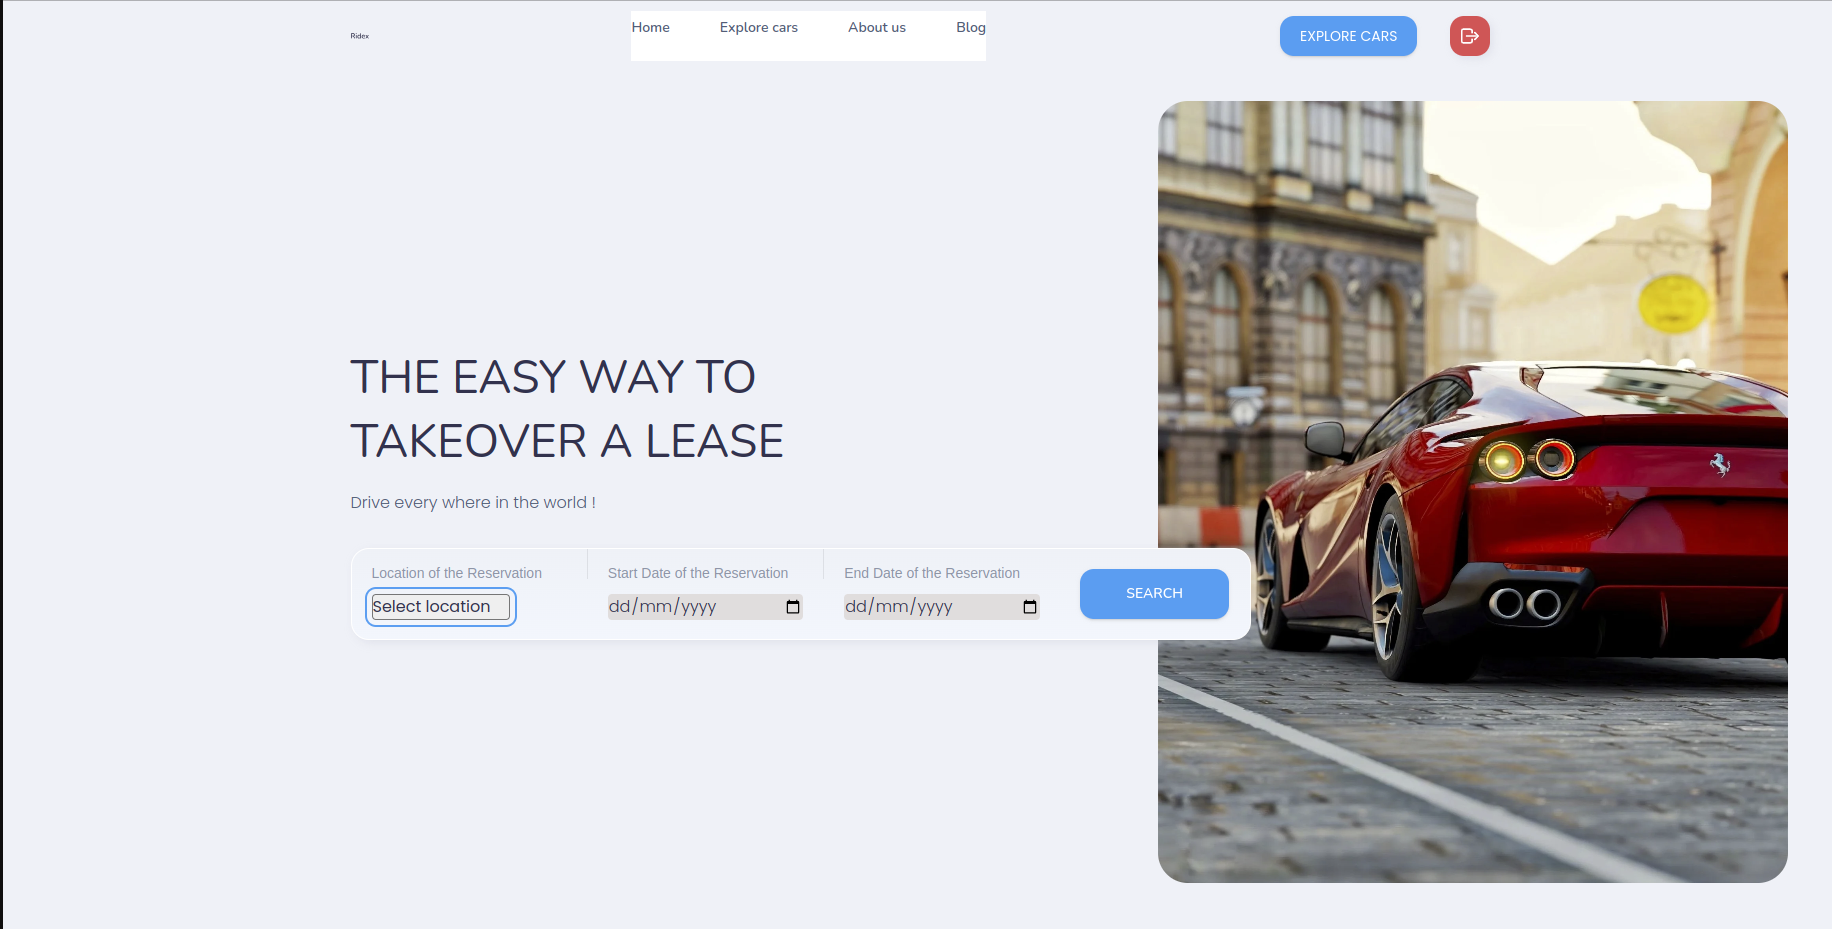 Ridex
Home Explore cars About us Blog
EXPLORE CARS
THE EASY WAY TO
TAKEOVER A LEASE
Drive every where in the world !
Location of the Reservation Start Date of the Reservation End Date of the Reservation
Select location dd/mm/yyyy dd/mm/yyyy SEARCH